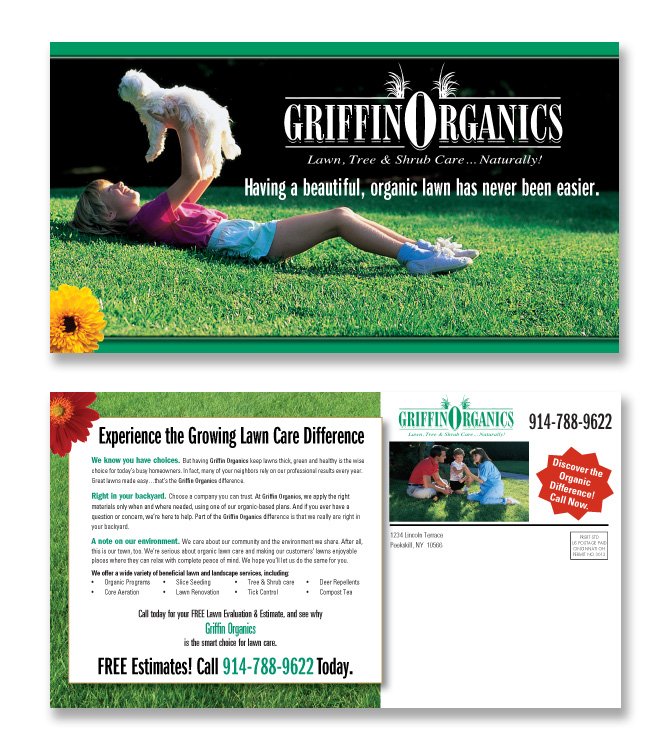 GRIFFIN ORGANICS
Lawn, Tree & Shrub Care... Naturally!
Having a beautiful, organic lawn has never been easier.
Experience the Growing Lawn Care Difference
We know you have choices. But having Griffin Organics keep lawns thick, green and healthy is the wise
choice for today's busy homeowners. In fact, many of your neighbors rely on our professional results every year.
Great lawns made easy...that's the Griffin Organics difference.
Right in your backyard. Choose a company you can trust. At Griffin Organics, we apply the right
materials only when and where needed, using one of our organic-based plans. And if you ever have a
question or concern, we're here to help. Part of the Griffin Organics difference is that we really are right in
your backyard.
A note on our environment. We care about our community and the environment we share. After all,
this is our town, too. We're serious about organic lawn care and making our customers' lawns enjoyable
places where they can relax with complete peace of mind. We hope you'll let us do the same for you.
We offer a wide variety of beneficial lawn and landscape services, including:
• Organic Programs • Slice Seeding • Tree & Shrub care • Deer Repellents
• Core Aeration • Lawn Renovation • Tick Control • Compost Tea
Call today for your FREE Lawn Evaluation & Estimate, and see why
Griffin Organics
is the smart choice for lawn care.
FREE Estimates! Call 914-788-9622 Today.
GRIFFIN ORGANICS
Lawn, Tree & Shrub Care... Naturally!
914-788-9622
Discover the
Organic
Difference!
Call Now.
1234 Lincoln Terrace
Peekskill, NY 10566
PRSRT STD
US POSTAGE PAID
CINCINNATI OH